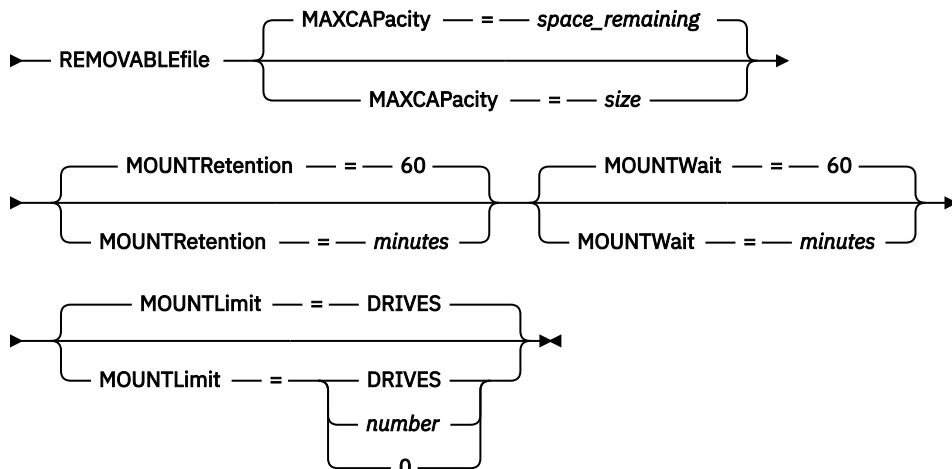 MAXCAPacity = space_remaining
REMOVABLEfile
MAXCAPacity = size
MOUNTRetention = 60 MOUNTWait = 60
MOUNTRetention = minutes MOUNTWait = minutes
MOUNTLimit = DRIVES
MOUNTLimit = DRIVES
number
0